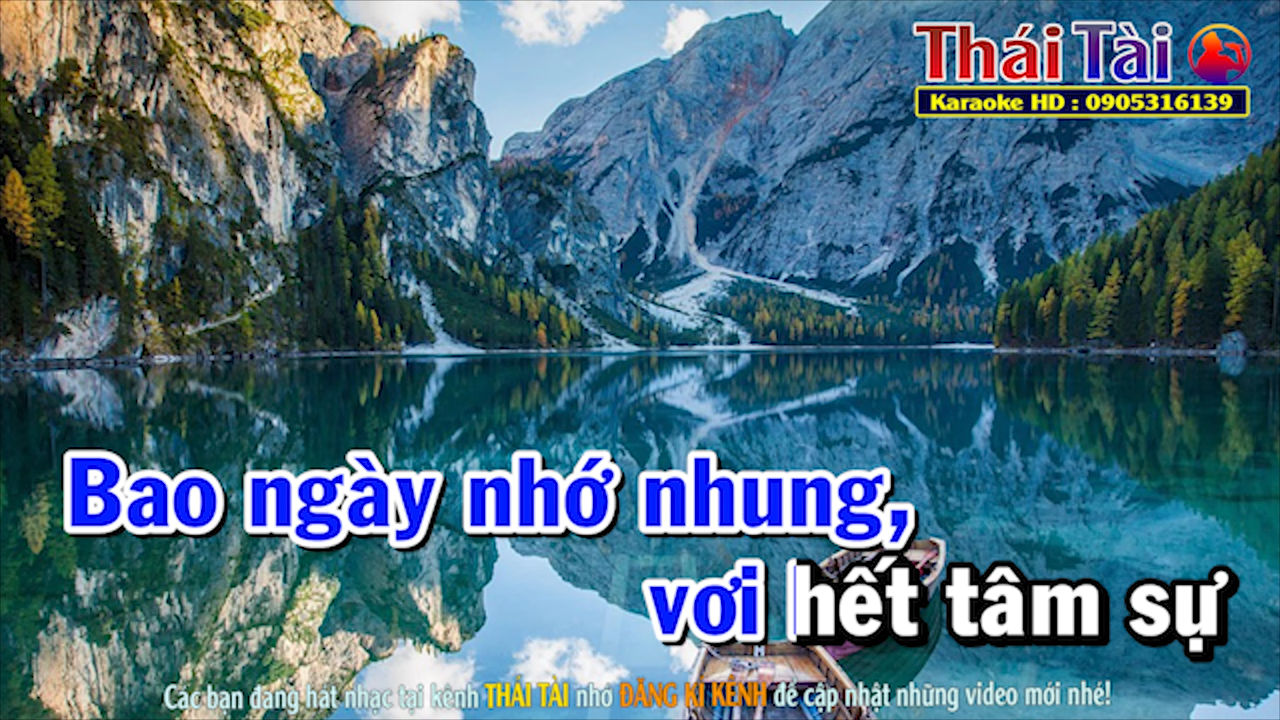 Thái Tài
Karaoke HD : 0905316139
Bao ngày nhớ nhung,
vơi hết tâm sự
Các bạn đang hát nhạc tại kênh THÁI TÀI nhớ ĐĂNG KÍ KÊNH để cập nhật những video mới nhé!